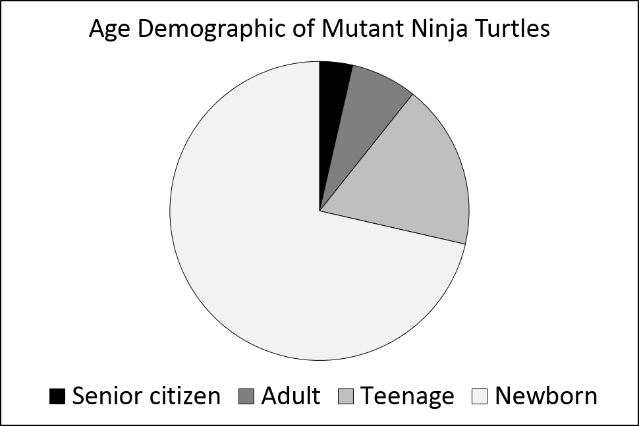 Age Demographic of Mutant Ninja Turtles
Senior citizen Adult Teenage Newborn